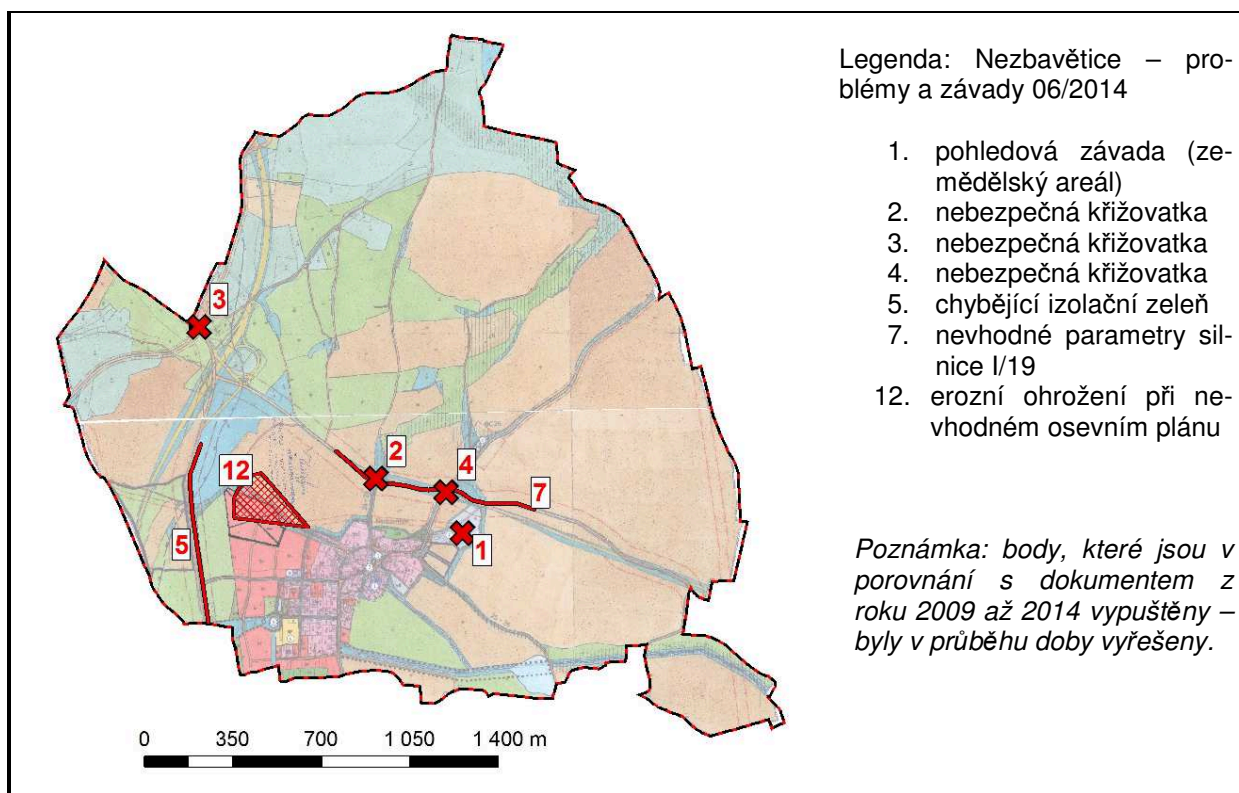 Legenda: Nezbavětice – pro-
blémy a závady 06/2014
1. pohledová závada (ze-
mědělský areál)
2. nebezpečná křižovatka
3. nebezpečná křižovatka
4. nebezpečná křižovatka
5. chybějící izolační zeleň
7. nevhodné parametry sil-
nice I/19
12. erozní ohrožení při ne-
vhodném osevním plánu
Poznámka: body, které jsou v
porovnání s dokumentem z
roku 2009 až 2014 vypuštěny –
byly v průběhu doby vyřešeny.
3
2
4
12
7
5
1
0 350 700 1 050 1 400 m